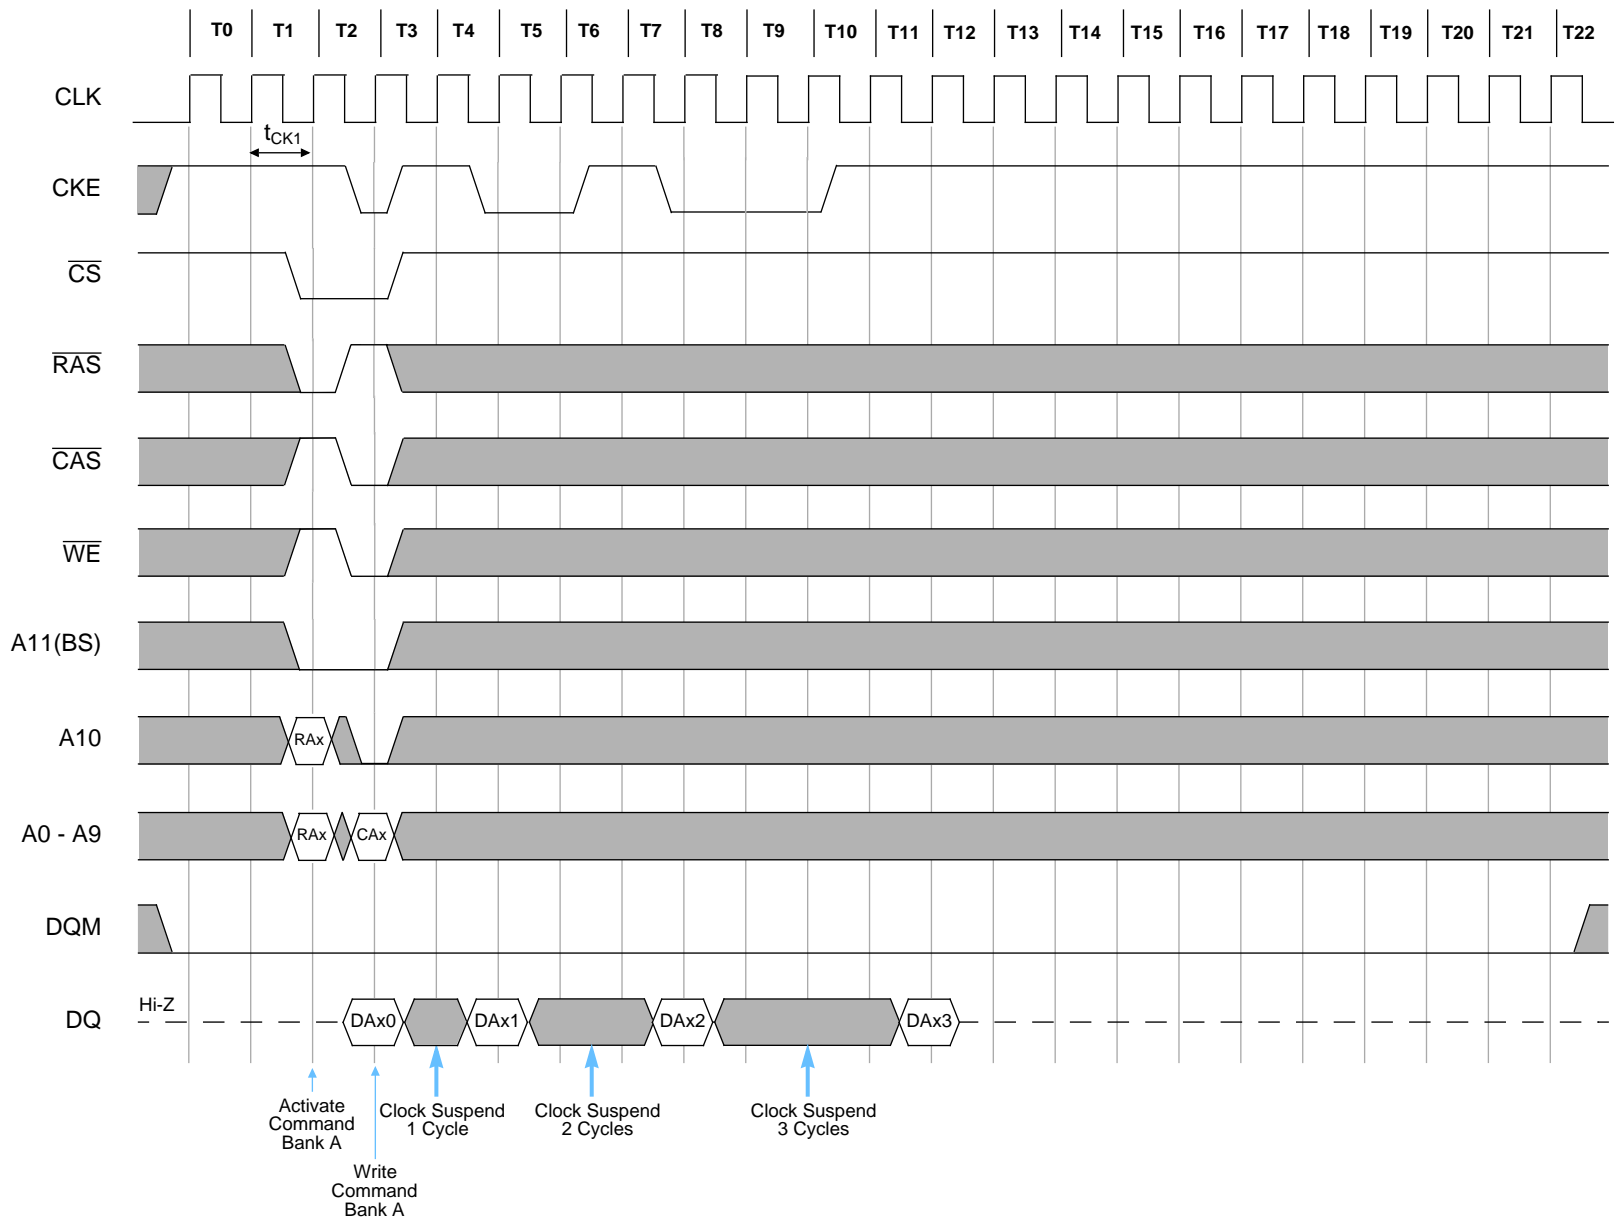 T0 T1 T2 T3 T4 T5 T6 T7 T8 T9 T10 T11 T12 T13 T14 T15 T16 T17 T18 T19 T20 T21 T22
CLK
tCK1
CKE
CS
RAS
CAS
WE
A11(BS)
A10
RAx
A0 - A9
RAx CAx
DQM
Hi-Z
DQ
DAx0 DAx1 DAx2 DAx3
Activate
Command
Bank A
Write
Command
Bank A
Clock Suspend
1 Cycle
Clock Suspend
2 Cycles
Clock Suspend
3 Cycles